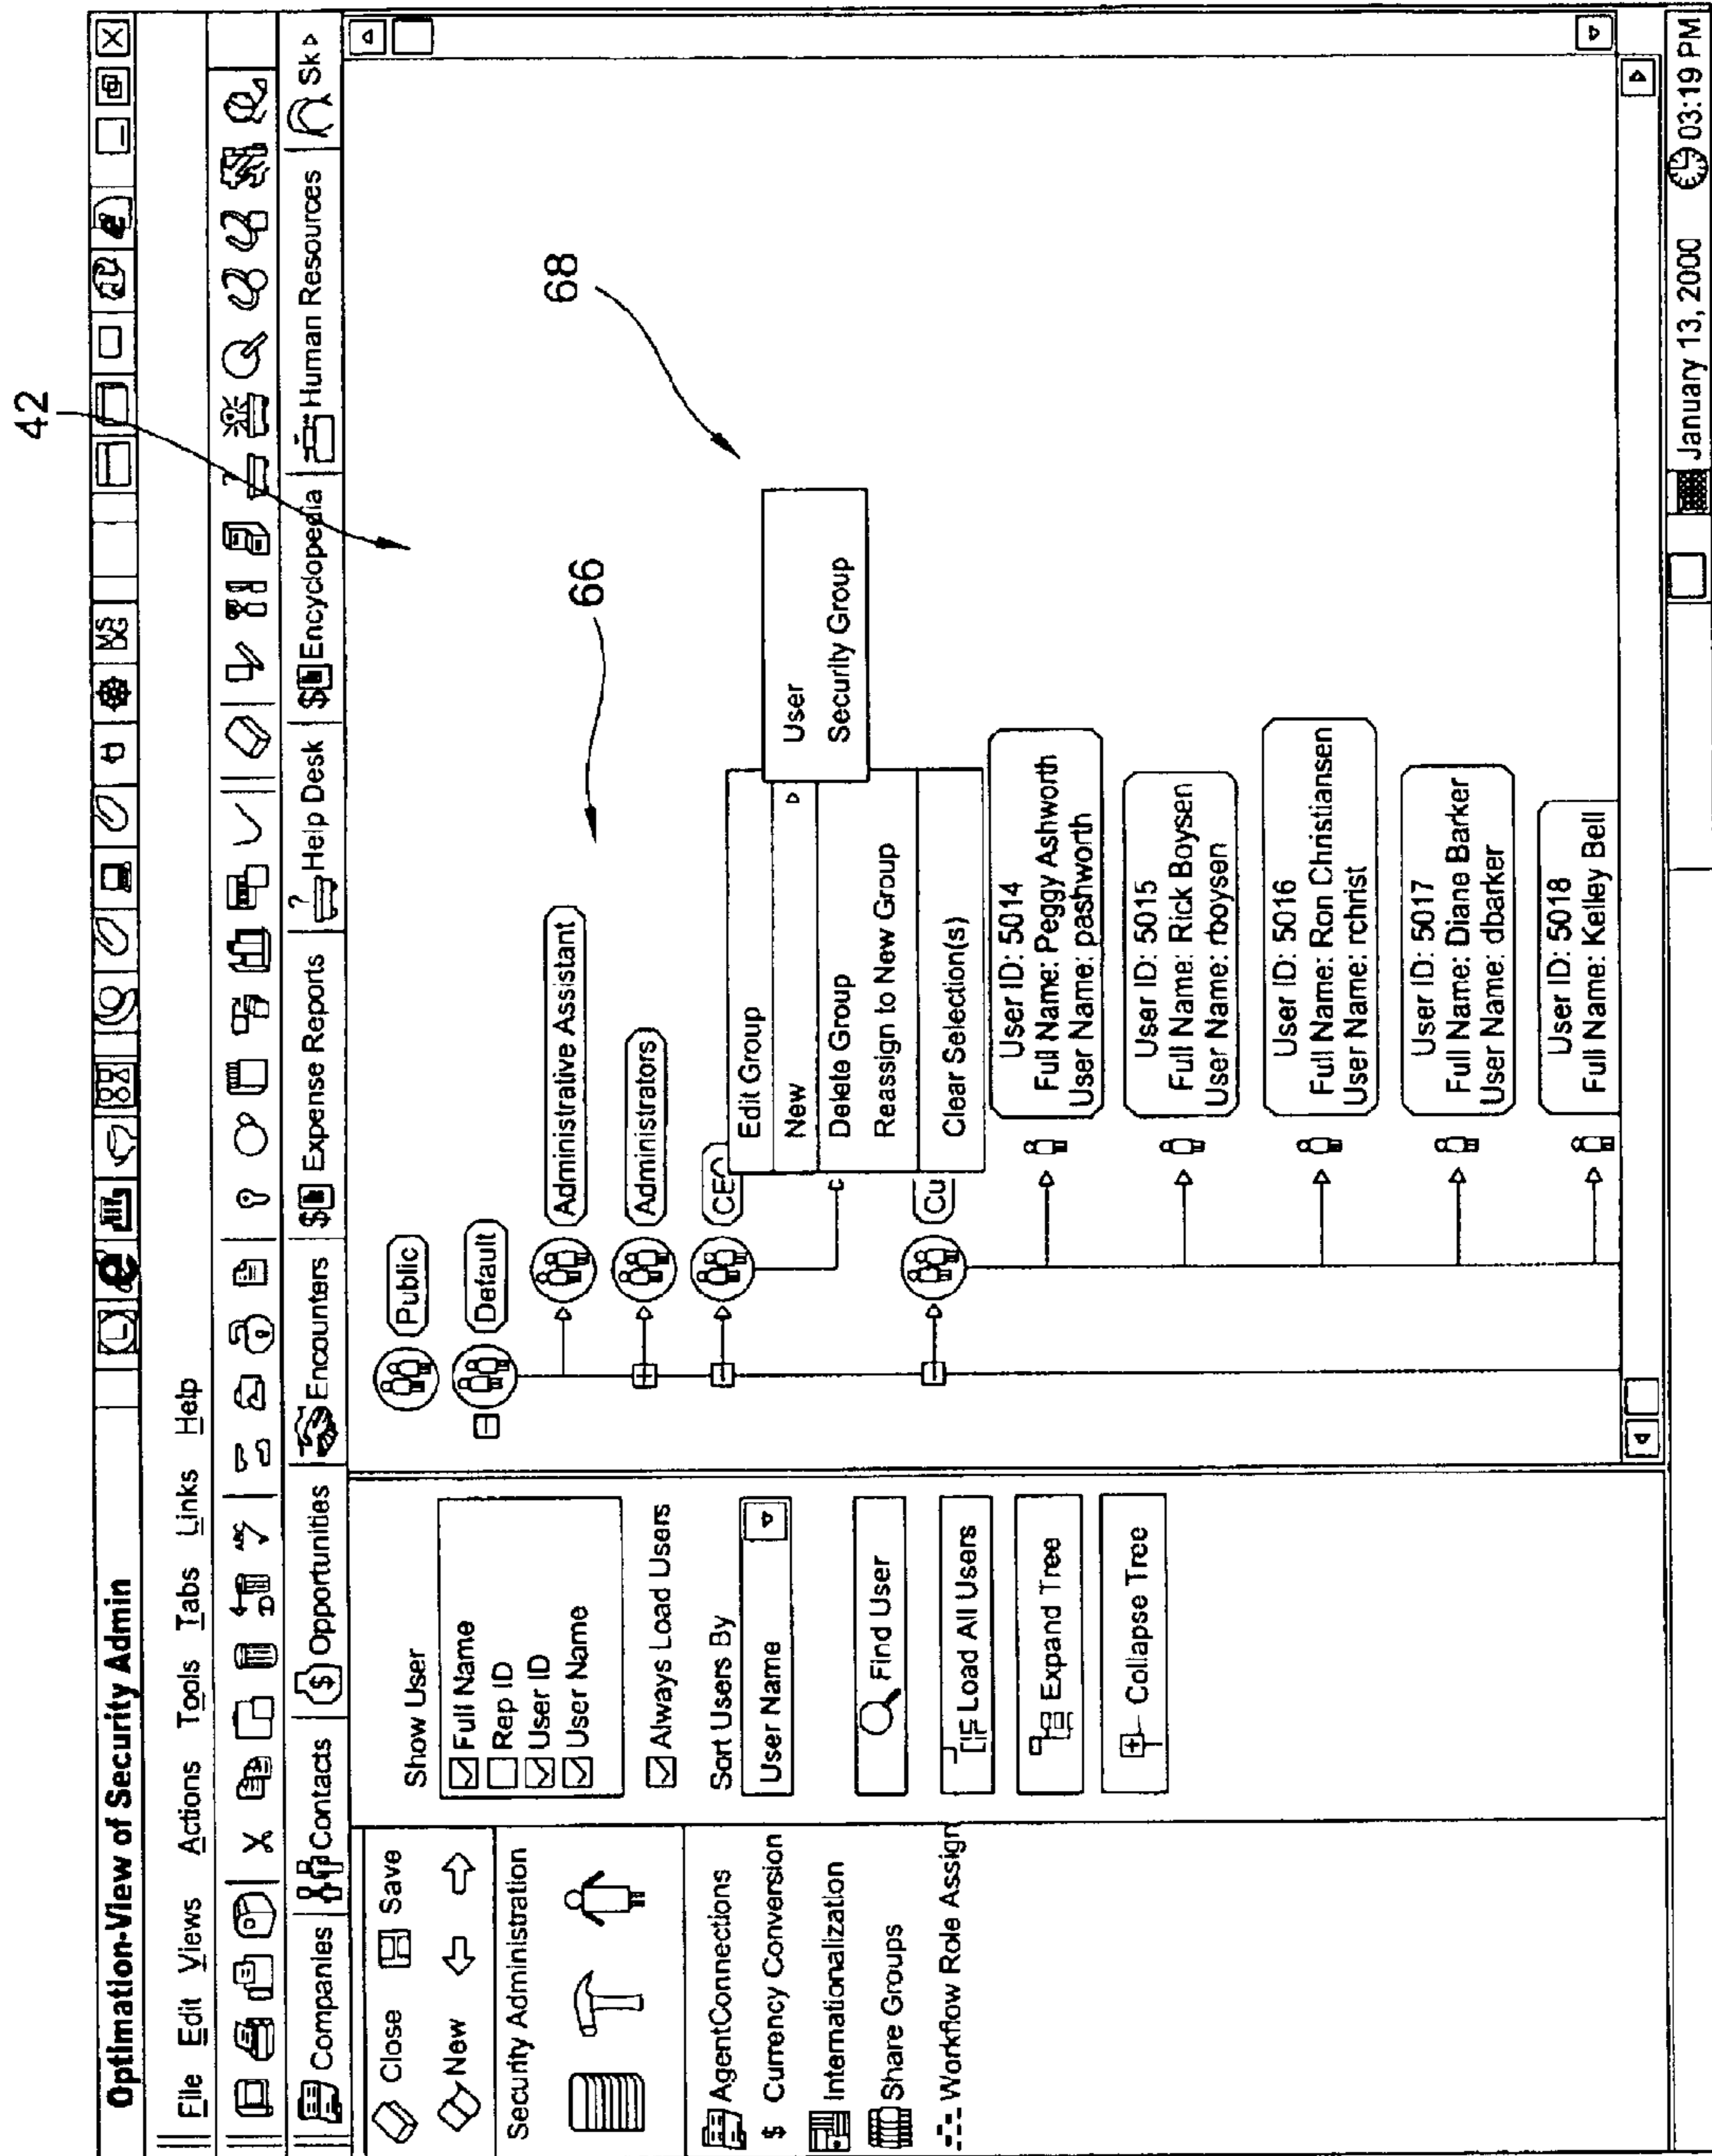 42
Optimation-View of Security Admin
File Edit Views Actions Tools Tabs Links Help
Companies Contacts Opportunities Encounters Expense Reports Help Desk Encyclopedia Human Resources Sk
Close Save
New
Security Administration
AgentConnections
$ Currency Conversion
Internationalization
Share Groups
Workflow Role Assign
Show User
Full Name
Rep ID
User ID
User Name
Always Load Users
Sort Users By
User Name
Find User
Load All Users
Expand Tree
Collapse Tree
Public
Default
Administrative Assistant
Administrators
CEO
Cu
66
68
Edit Group
New
Delete Group
Reassign to New Group
Clear Selection(s)
User
Security Group
User ID: 5014
Full Name: Peggy Ashworth
User Name: pashworth
User ID: 5015
Full Name: Rick Boysen
User Name: rboysen
User ID: 5016
Full Name: Ron Christiansen
User Name: rchrist
User ID: 5017
Full Name: Diane Barker
User Name: dbarker
User ID: 5018
Full Name: Kelley Bell
January 13, 2000 03:19 PM